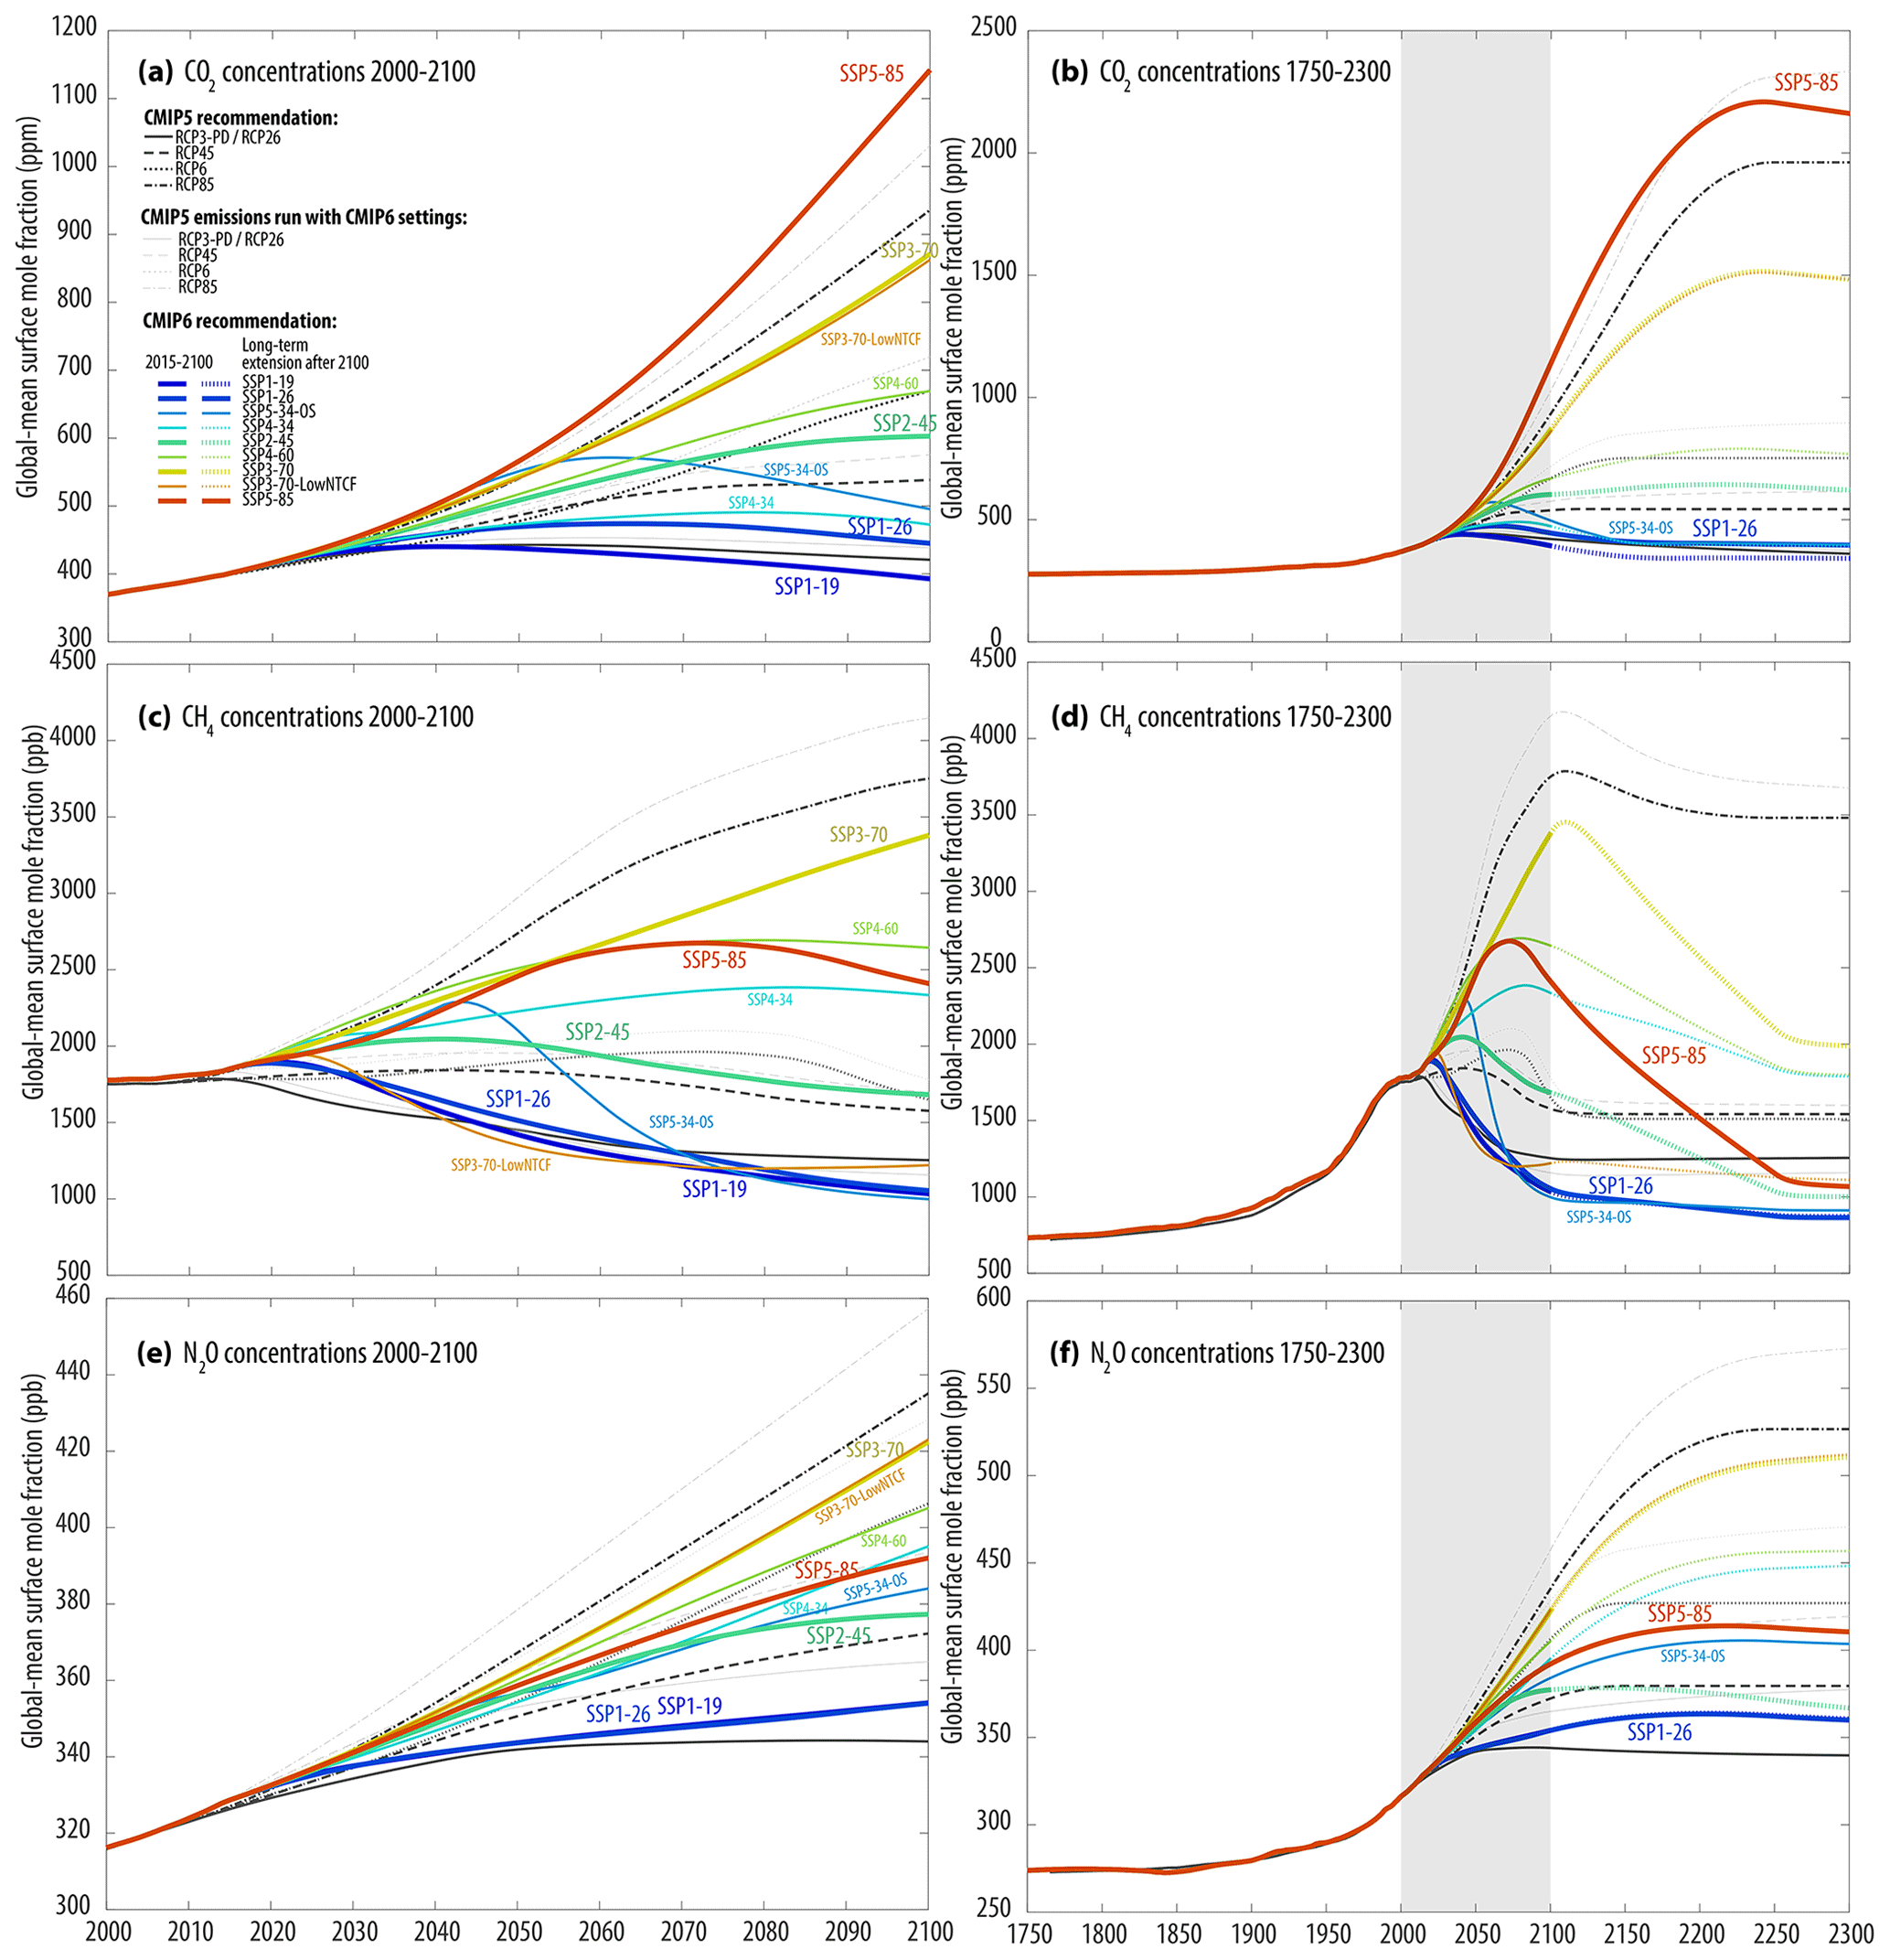 (a) CO2 concentrations 2000-2100
Global-mean surface mole fraction (ppm)
1200
1100
1000
900
800
700
600
500
400
300
CMIP5 recommendation:
RCP3-PD / RCP26
RCP45
RCP6
RCP85
CMIP5 emissions run with CMIP6 settings:
RCP3-PD / RCP26
RCP45
RCP6
RCP85
CMIP6 recommendation:
2015-2100
Long-term
extension after 2100
SSP1-19
SSP1-26
SSP5-34-OS
SSP4-34
SSP2-45
SSP4-60
SSP3-70
SSP3-70-LowNTCF
SSP5-85
SSP5-85
SSP3-70
SSP3-70-LowNTCF
SSP4-60
SSP2-45
SSP5-34-OS
SSP4-34
SSP1-26
SSP1-19
2500
2000
1500
1000
500
0
Global-mean surface mole fraction (ppm)
(b) CO2 concentrations 1750-2300
SSP5-85
SSP5-34-OS
SSP1-26
4500
4000
3500
3000
2500
2000
1500
1000
500
Global-mean surface mole fraction (ppb)
(c) CH4 concentrations 2000-2100
SSP3-70
SSP4-60
SSP5-85
SSP4-34
SSP2-45
SSP1-26
SSP5-34-OS
SSP3-70-LowNTCF
SSP1-19
4500
4000
3500
3000
2500
2000
1500
1000
500
Global-mean surface mole fraction (ppb)
(d) CH4 concentrations 1750-2300
SSP5-85
SSP1-26
SSP5-34-OS
460
440
420
400
380
360
340
320
300
Global-mean surface mole fraction (ppb)
(e) N2O concentrations 2000-2100
SSP3-70
SSP3-70-LowNTCF
SSP4-60
SSP5-85
SSP5-34-OS
SSP4-34
SSP2-45
SSP1-26 SSP1-19
2000 2010 2020 2030 2040 2050 2060 2070 2080 2090 2100
600
550
500
450
400
350
300
250
Global-mean surface mole fraction (ppb)
(f) N2O concentrations 1750-2300
SSP5-85
SSP5-34-OS
SSP1-26
1750 1800 1850 1900 1950 2000 2050 2100 2150 2200 2250 2300